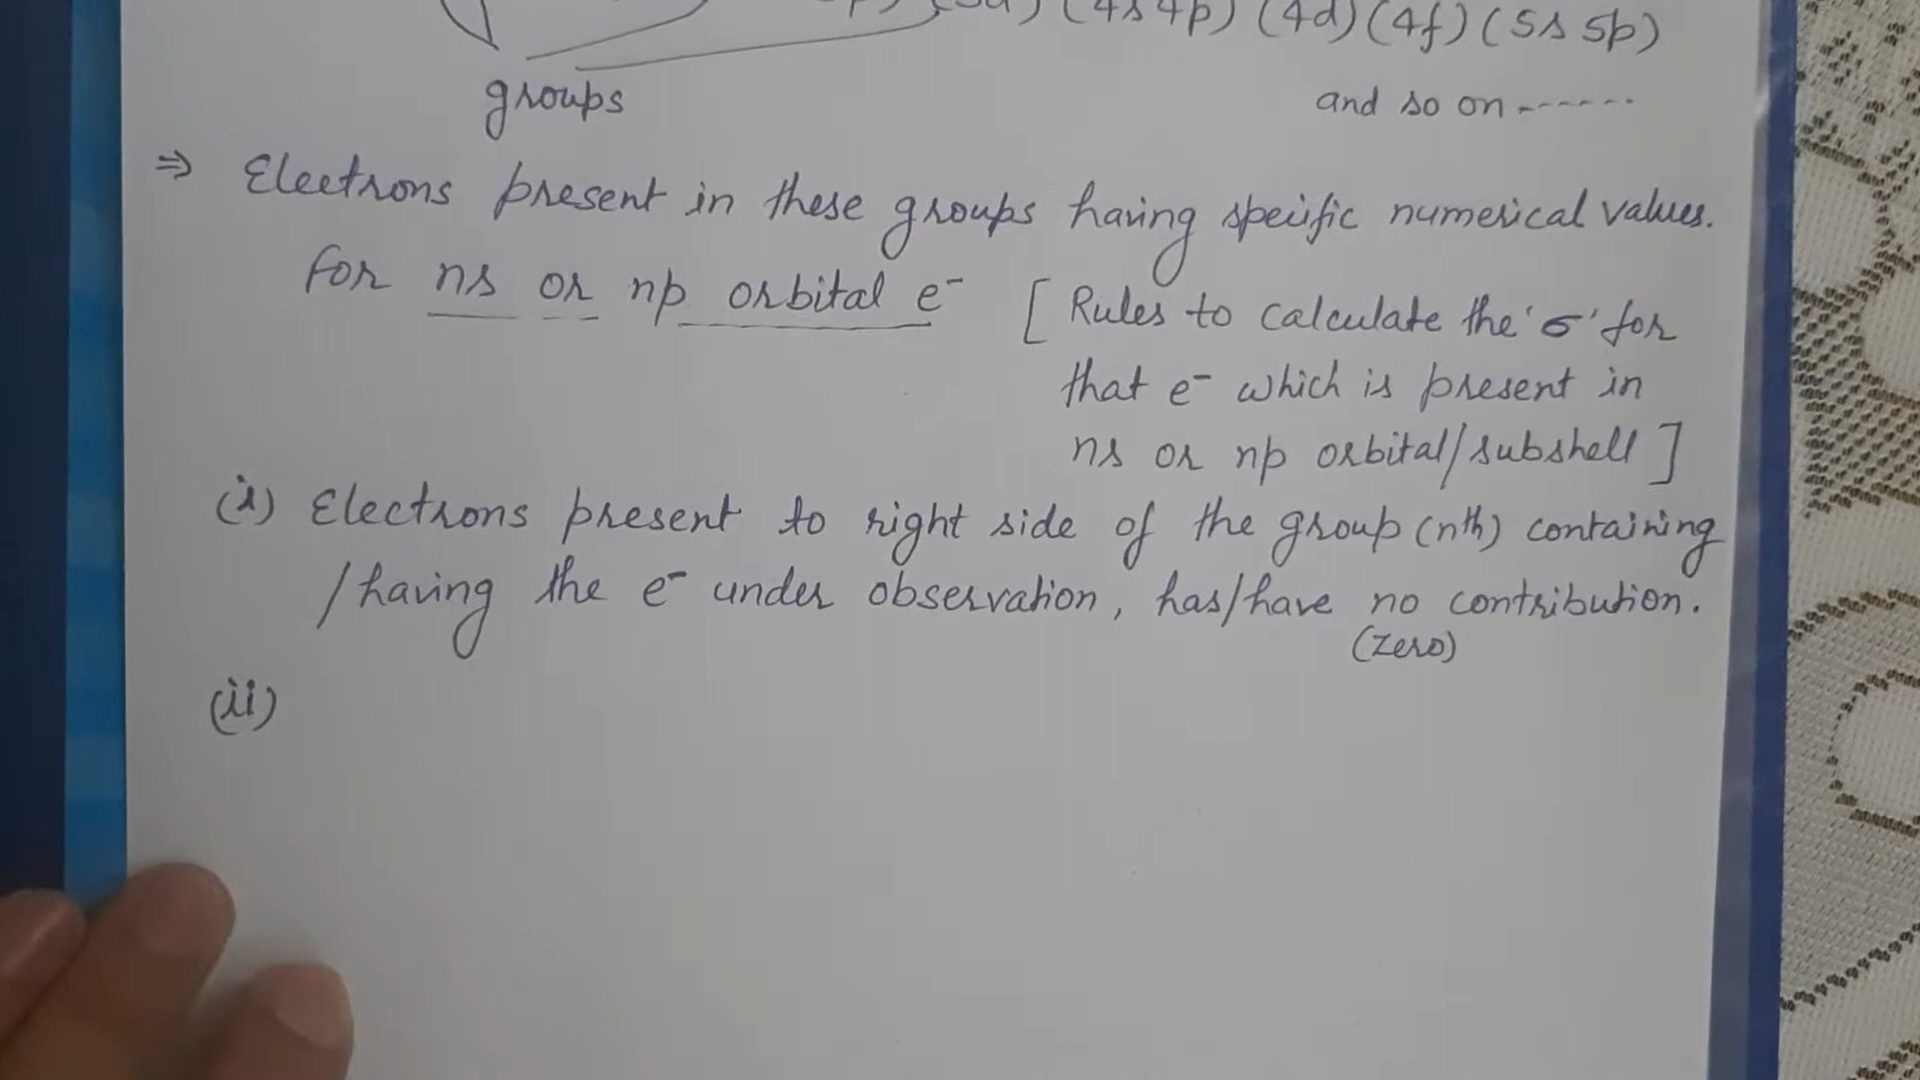 (4s 4p) (4d) (4f) (5s 5p)
groups
and so on ------
⇒ Electrons present in these groups having specific numerical values.
for ns or np orbital e⁻ [Rules to calculate the 'σ' for
that e⁻ which is present in
ns or np orbital/subshell]
(i) Electrons present to right side of the group (nth) containing
/having the e⁻ under observation, has/have no contribution.
(zero)
(ii)